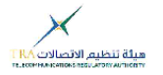 هيئة تنظيم الاتصالات
TRA
TELECOMMUNICATIONS REGULATORY AUTHORITY